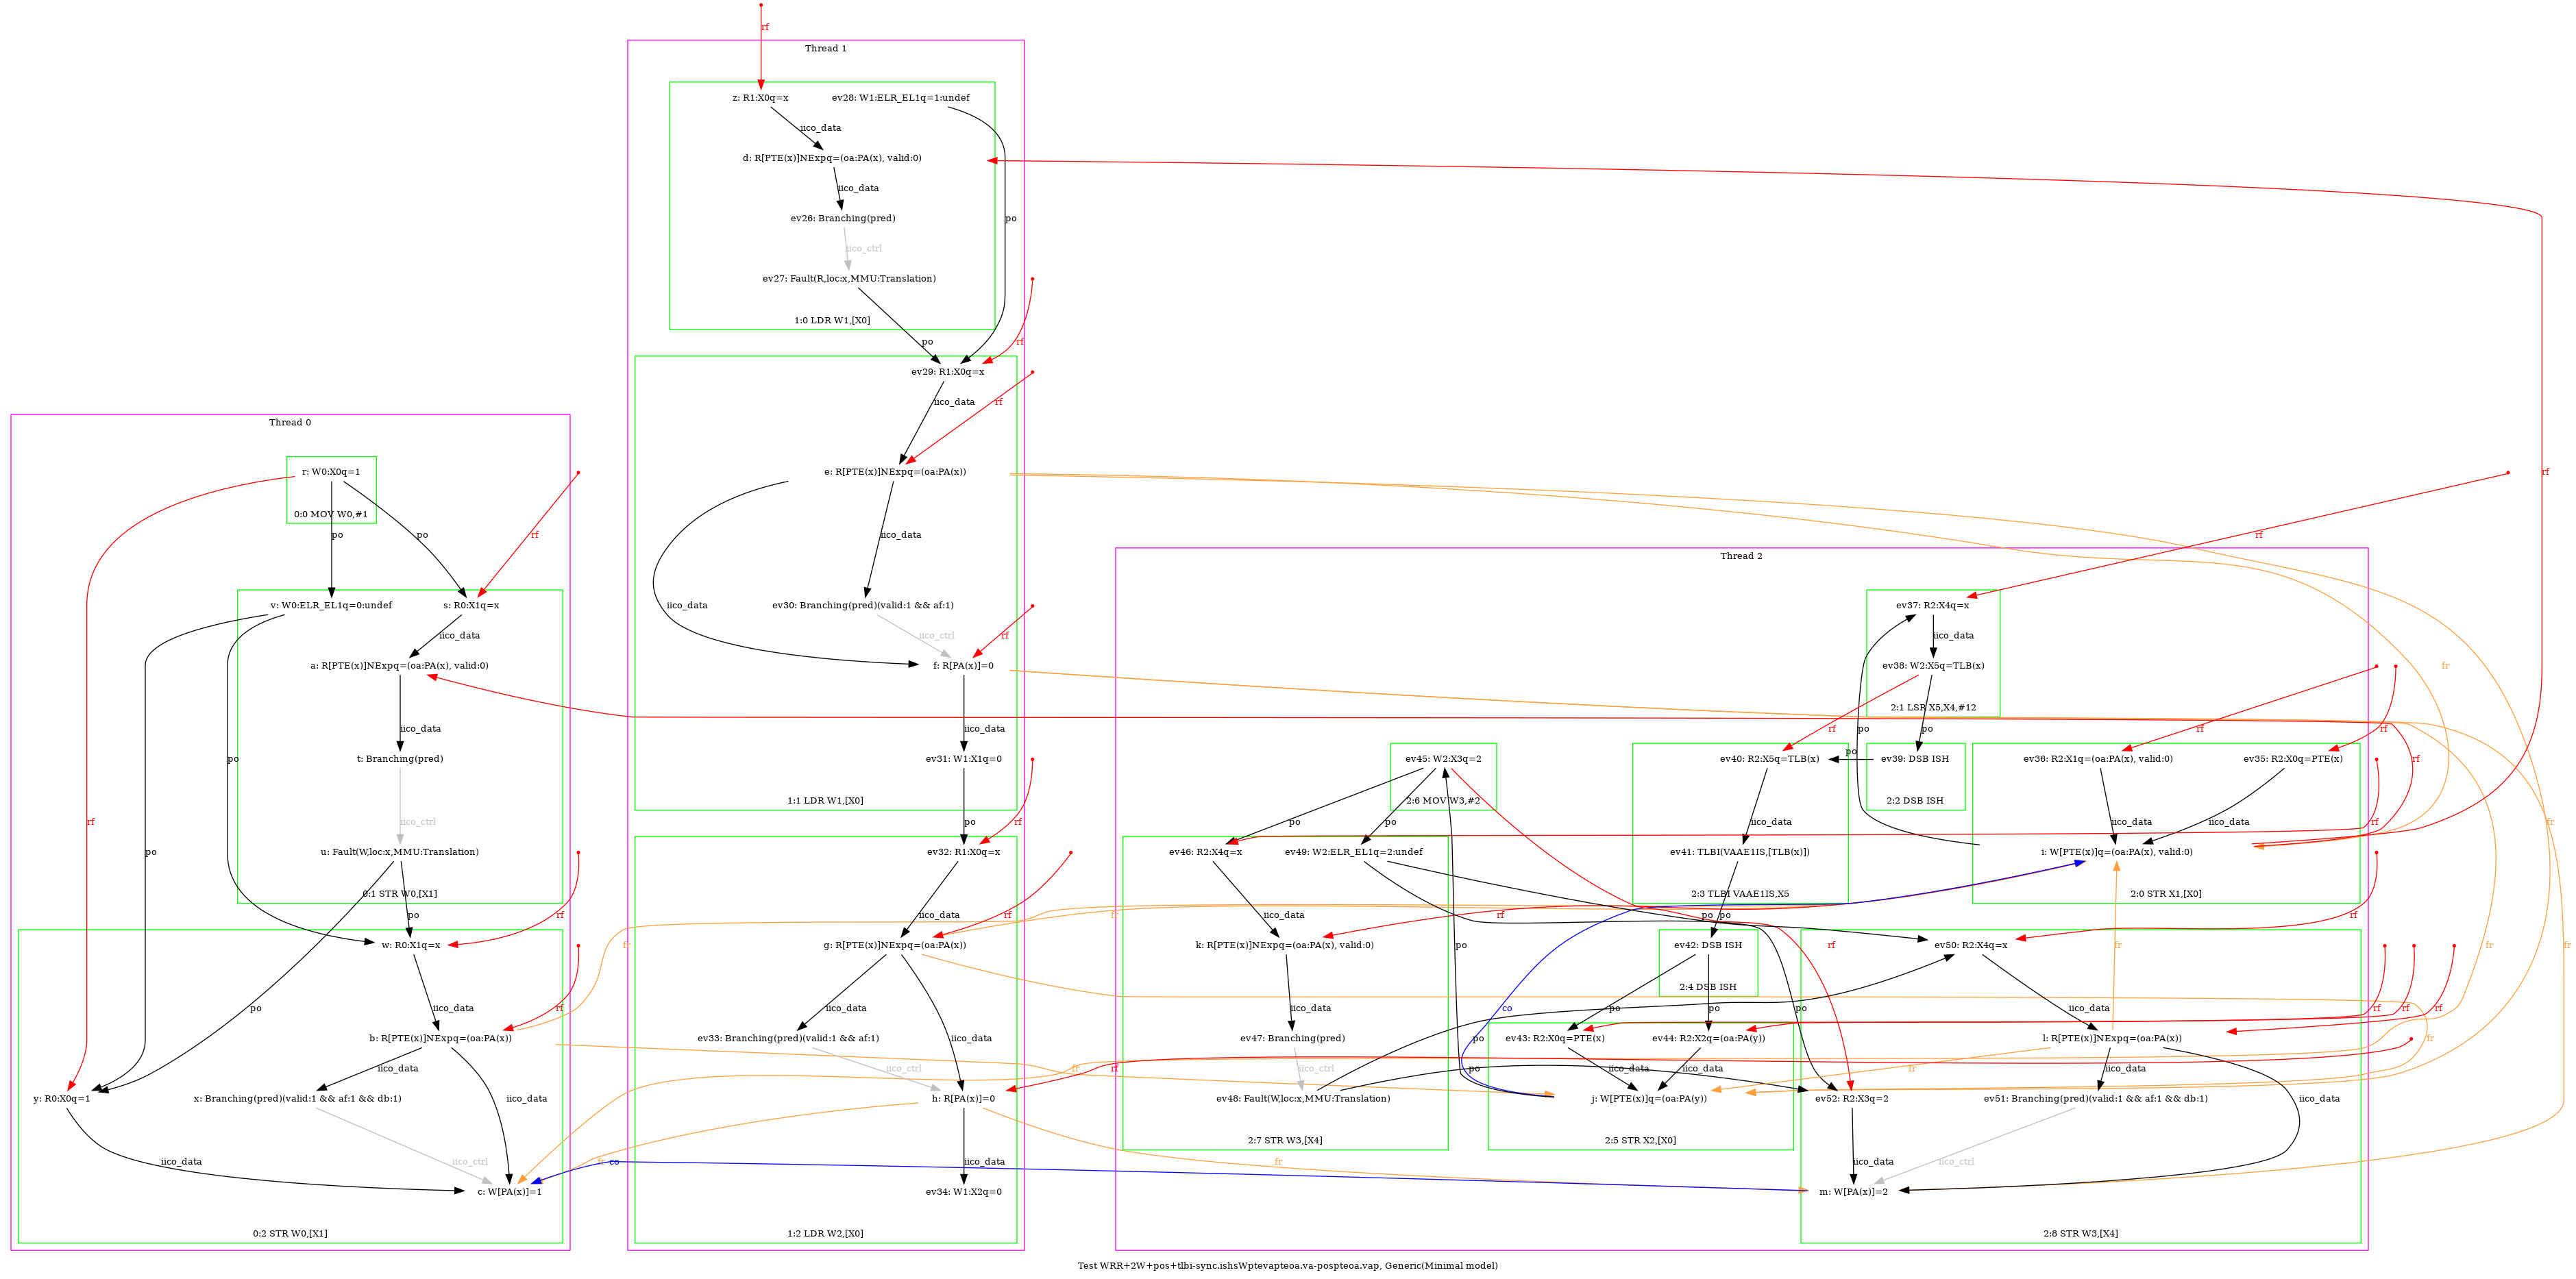 rf
Thread 1
z: R1:X0q=x
ev28: W1:ELR_EL1q=1:undef
iico_data
d: R[PTE(x)]NExpq=(oa:PA(x), valid:0)
iico_data
ev26: Branching(pred)
po
iico_ctrl
ev27: Fault(R,loc:x,MMU:Translation)
1:0 LDR W1,[X0]
po
rf
ev29: R1:X0q=x
iico_data
rf
e: R[PTE(x)]NExpq=(oa:PA(x))
iico_data
ev30: Branching(pred)(valid:1 && af:1)
iico_data
iico_ctrl
rf
f: R[PA(x)]=0
iico_data
ev31: W1:X1q=0
1:1 LDR W1,[X0]
po
rf
ev32: R1:X0q=x
iico_data
rf
g: R[PTE(x)]NExpq=(oa:PA(x))
iico_data
iico_data
ev33: Branching(pred)(valid:1 && af:1)
iico_ctrl
h: R[PA(x)]=0
iico_data
ev34: W1:X2q=0
1:2 LDR W2,[X0]
Thread 0
r: W0:X0q=1
0:0 MOV W0,#1
po
po
rf
v: W0:ELR_EL1q=0:undef
s: R0:X1q=x
iico_data
a: R[PTE(x)]NExpq=(oa:PA(x), valid:0)
iico_data
t: Branching(pred)
iico_ctrl
u: Fault(W,loc:x,MMU:Translation)
0:1 STR W0,[X1]
rf
po
po
po
po
rf
w: R0:X1q=x
iico_data
rf
b: R[PTE(x)]NExpq=(oa:PA(x))
iico_data
iico_data
y: R0:X0q=1
x: Branching(pred)(valid:1 && af:1 && db:1)
iico_data
iico_ctrl
c: W[PA(x)]=1
0:2 STR W0,[X1]
fr
fr
fr
fr
fr
co
rf
Thread 2
rf
rf
ev37: R2:X4q=x
iico_data
ev38: W2:X5q=TLB(x)
2:1 LSR X5,X4,#12
po
po
po
ev39: DSB ISH
2:2 DSB ISH
rf
ev40: R2:X5q=TLB(x)
iico_data
ev41: TLBI(VAAE1IS,[TLB(x)])
2:3 TLBI VAAE1IS,X5
rf
rf
rf
fr
ev36: R2:X1q=(oa:PA(x), valid:0)
ev35: R2:X0q=PTE(x)
iico_data
iico_data
i: W[PTE(x)]q=(oa:PA(x), valid:0)
2:0 STR X1,[X0]
ev45: W2:X3q=2
2:6 MOV W3,#2
po
po
rf
fr
ev46: R2:X4q=x
ev49: W2:ELR_EL1q=2:undef
iico_data
rf
po
po
rf
k: R[PTE(x)]NExpq=(oa:PA(x), valid:0)
iico_data
ev47: Branching(pred)
iico_ctrl
ev48: Fault(W,loc:x,MMU:Translation)
2:7 STR W3,[X4]
po
rf
fr
fr
fr
ev42: DSB ISH
2:4 DSB ISH
po
po
co
po
ev43: R2:X0q=PTE(x)
ev44: R2:X2q=(oa:PA(y))
iico_data
iico_data
j: W[PTE(x)]q=(oa:PA(y))
2:5 STR X2,[X0]
po
po
rf
rf
rf
rf
fr
fr
ev50: R2:X4q=x
iico_data
l: R[PTE(x)]NExpq=(oa:PA(x))
iico_data
iico_data
ev52: R2:X3q=2
ev51: Branching(pred)(valid:1 && af:1 && db:1)
iico_data
iico_ctrl
m: W[PA(x)]=2
2:8 STR W3,[X4]
fr
Test WRR+2W+pos+tlbi-sync.ishsWptevapteoa.va-pospteoa.vap, Generic(Minimal model)